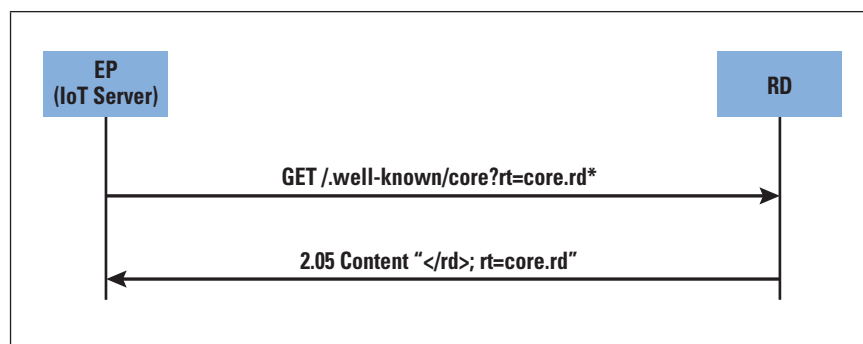 EP
(IoT Server)
RD
GET /.well-known/core?rt=core.rd*
2.05 Content “</rd>; rt=core.rd”